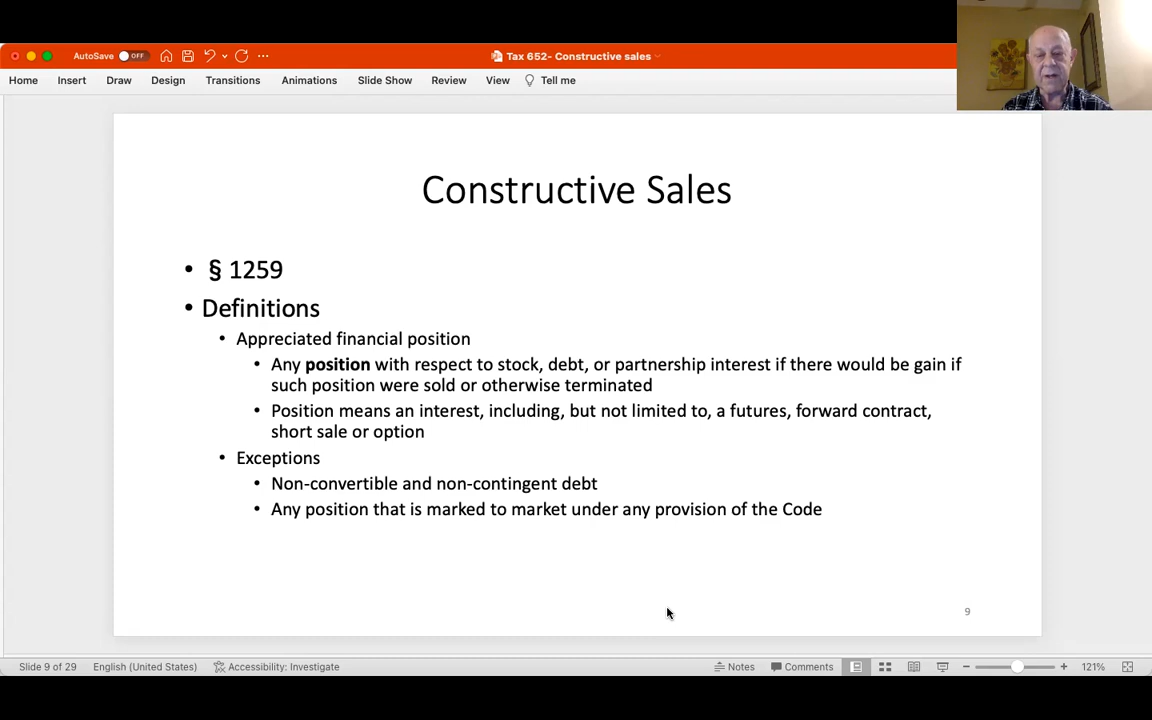 AutoSave OFF
Tax 652- Constructive sales
Home Insert Draw Design Transitions Animations Slide Show Review View Tell me
Constructive Sales
• § 1259
• Definitions
• Appreciated financial position
• Any position with respect to stock, debt, or partnership interest if there would be gain if
such position were sold or otherwise terminated
• Position means an interest, including, but not limited to, a futures, forward contract,
short sale or option
• Exceptions
• Non-convertible and non-contingent debt
• Any position that is marked to market under any provision of the Code
9
Slide 9 of 29 English (United States) Accessibility: Investigate Notes Comments 121%